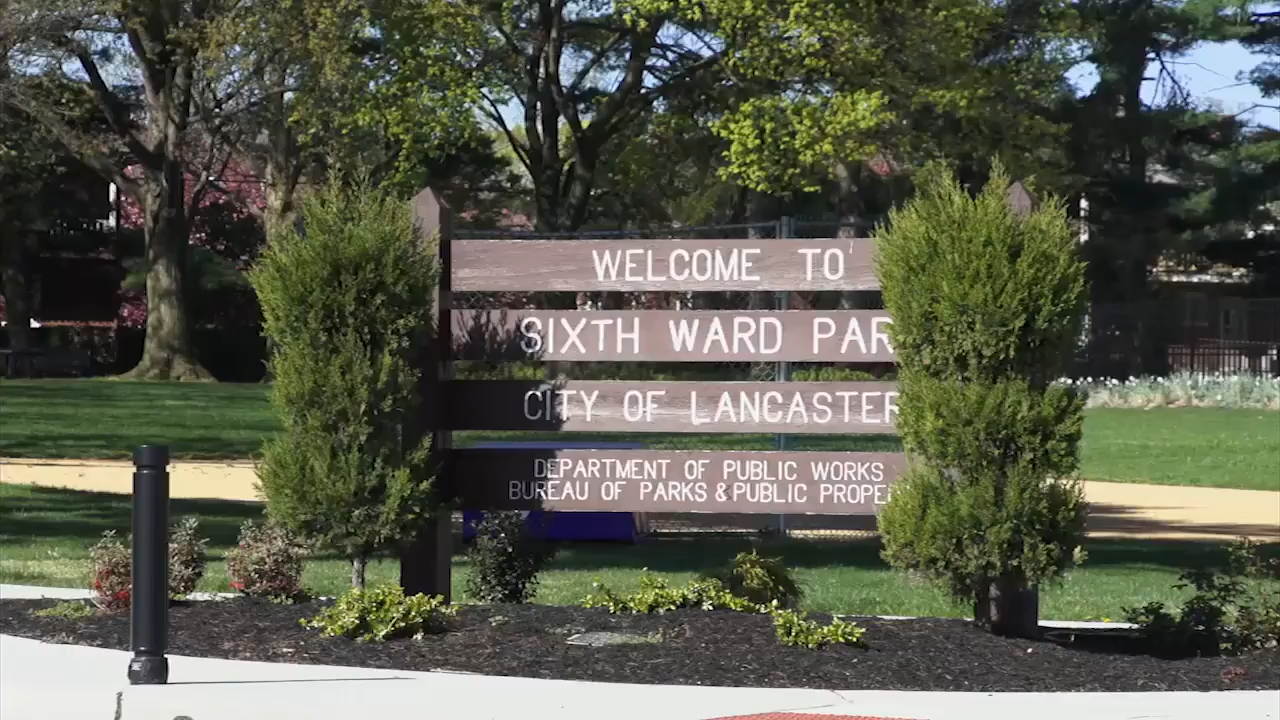 WELCOME TO
SIXTH WARD PAR
CITY OF LANCASTER
DEPARTMENT OF PUBLIC WORKS
BUREAU OF PARKS & PUBLIC PROPE